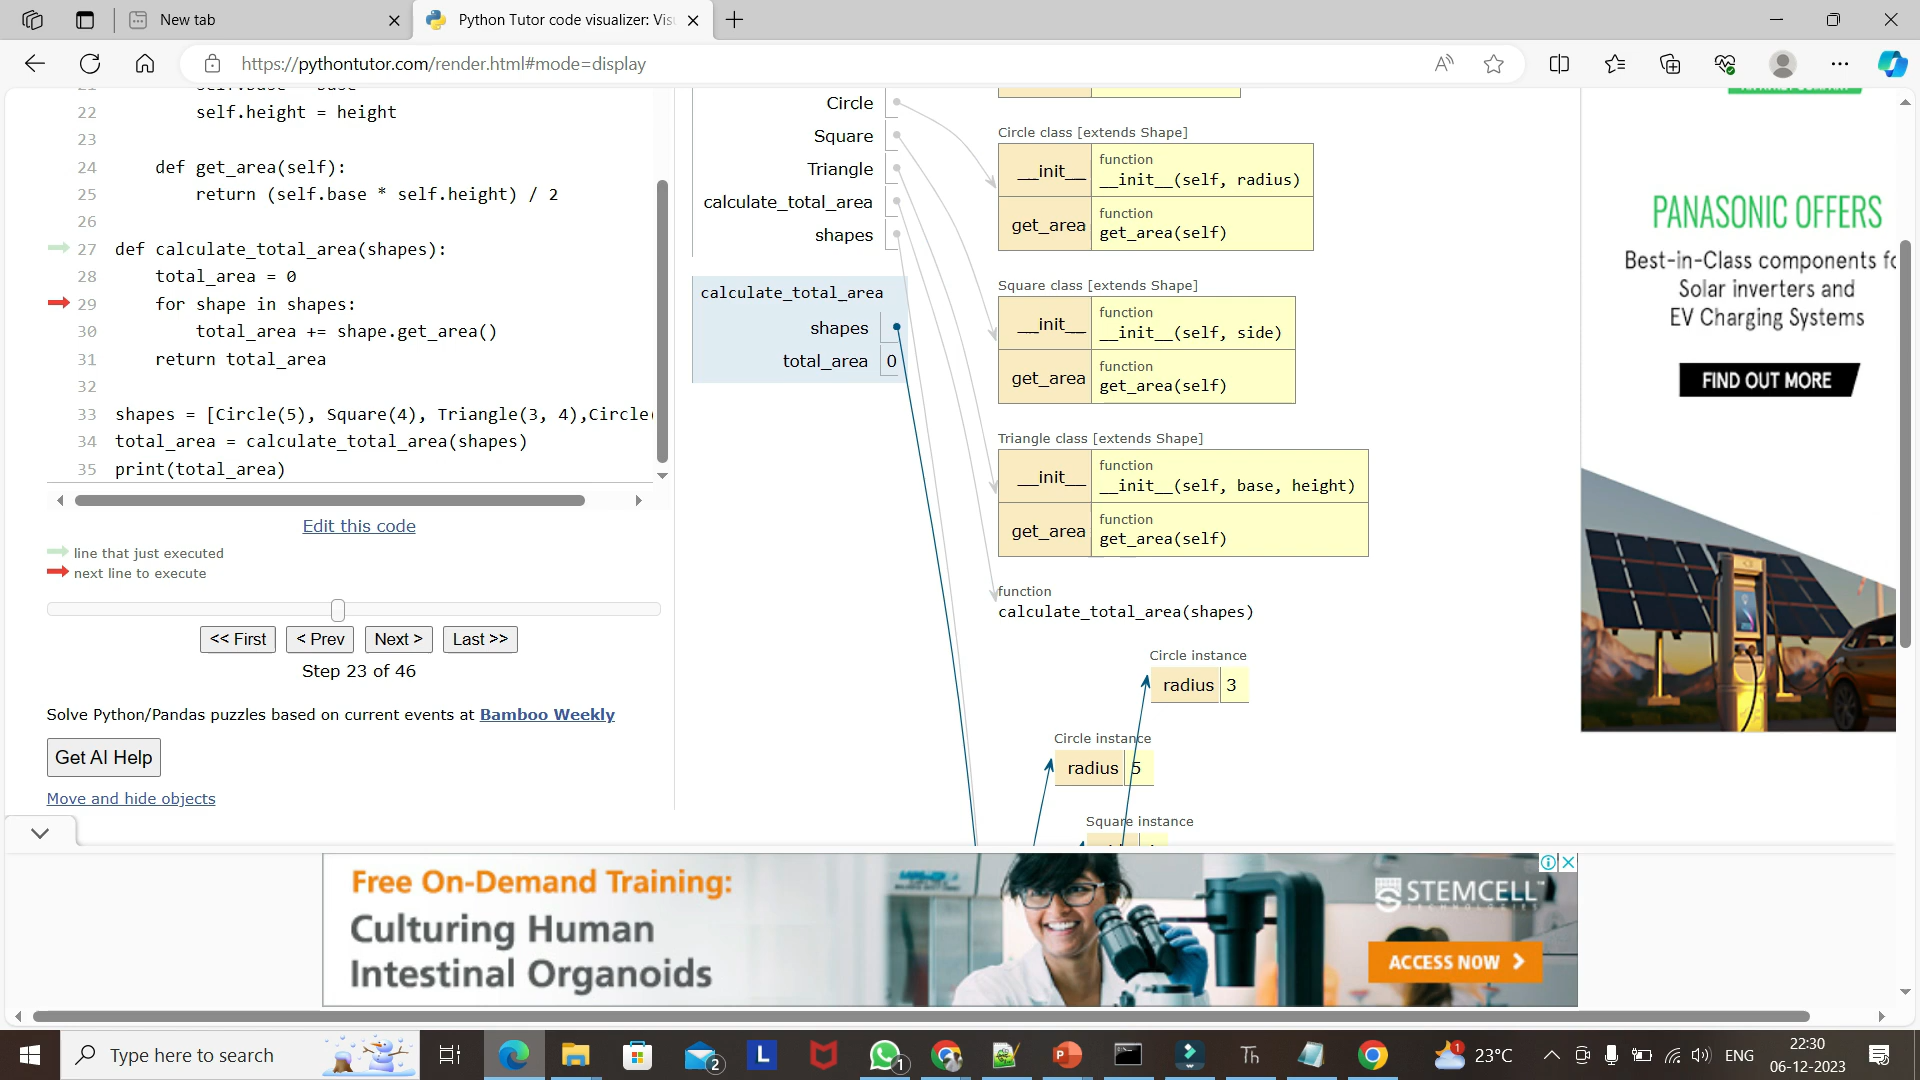 New tab
Python Tutor code visualizer: Vis
https://pythontutor.com/render.html#mode=display
22 self.height = height
23
24 def get_area(self):
25 return (self.base * self.height) / 2
26
27 def calculate_total_area(shapes):
28 total_area = 0
29 for shape in shapes:
30 total_area += shape.get_area()
31 return total_area
32
33 shapes = [Circle(5), Square(4), Triangle(3, 4),Circle(
34 total_area = calculate_total_area(shapes)
35 print(total_area)
Edit this code
line that just executed
next line to execute
<< First
< Prev
Next >
Last >>
Step 23 of 46
Solve Python/Pandas puzzles based on current events at Bamboo Weekly
Get AI Help
Move and hide objects
Circle
Square
Triangle
calculate_total_area
shapes
calculate_total_area
shapes
total_area 0
Circle class [extends Shape]
__init__ function
__init__(self, radius)
get_area function
get_area(self)
Square class [extends Shape]
__init__ function
__init__(self, side)
get_area function
get_area(self)
Triangle class [extends Shape]
__init__ function
__init__(self, base, height)
get_area function
get_area(self)
function
calculate_total_area(shapes)
Circle instance
radius 3
Circle instance
radius 5
Square instance
PANASONIC OFFERS
Best-in-Class components fo
Solar inverters and
EV Charging Systems
FIND OUT MORE
Free On-Demand Training:
Culturing Human
Intestinal Organoids
STEMCELL™
TECHNOLOGIES
ACCESS NOW
Type here to search
2
L
1
P
Th
1
23°C
ENG
22:30
06-12-2023